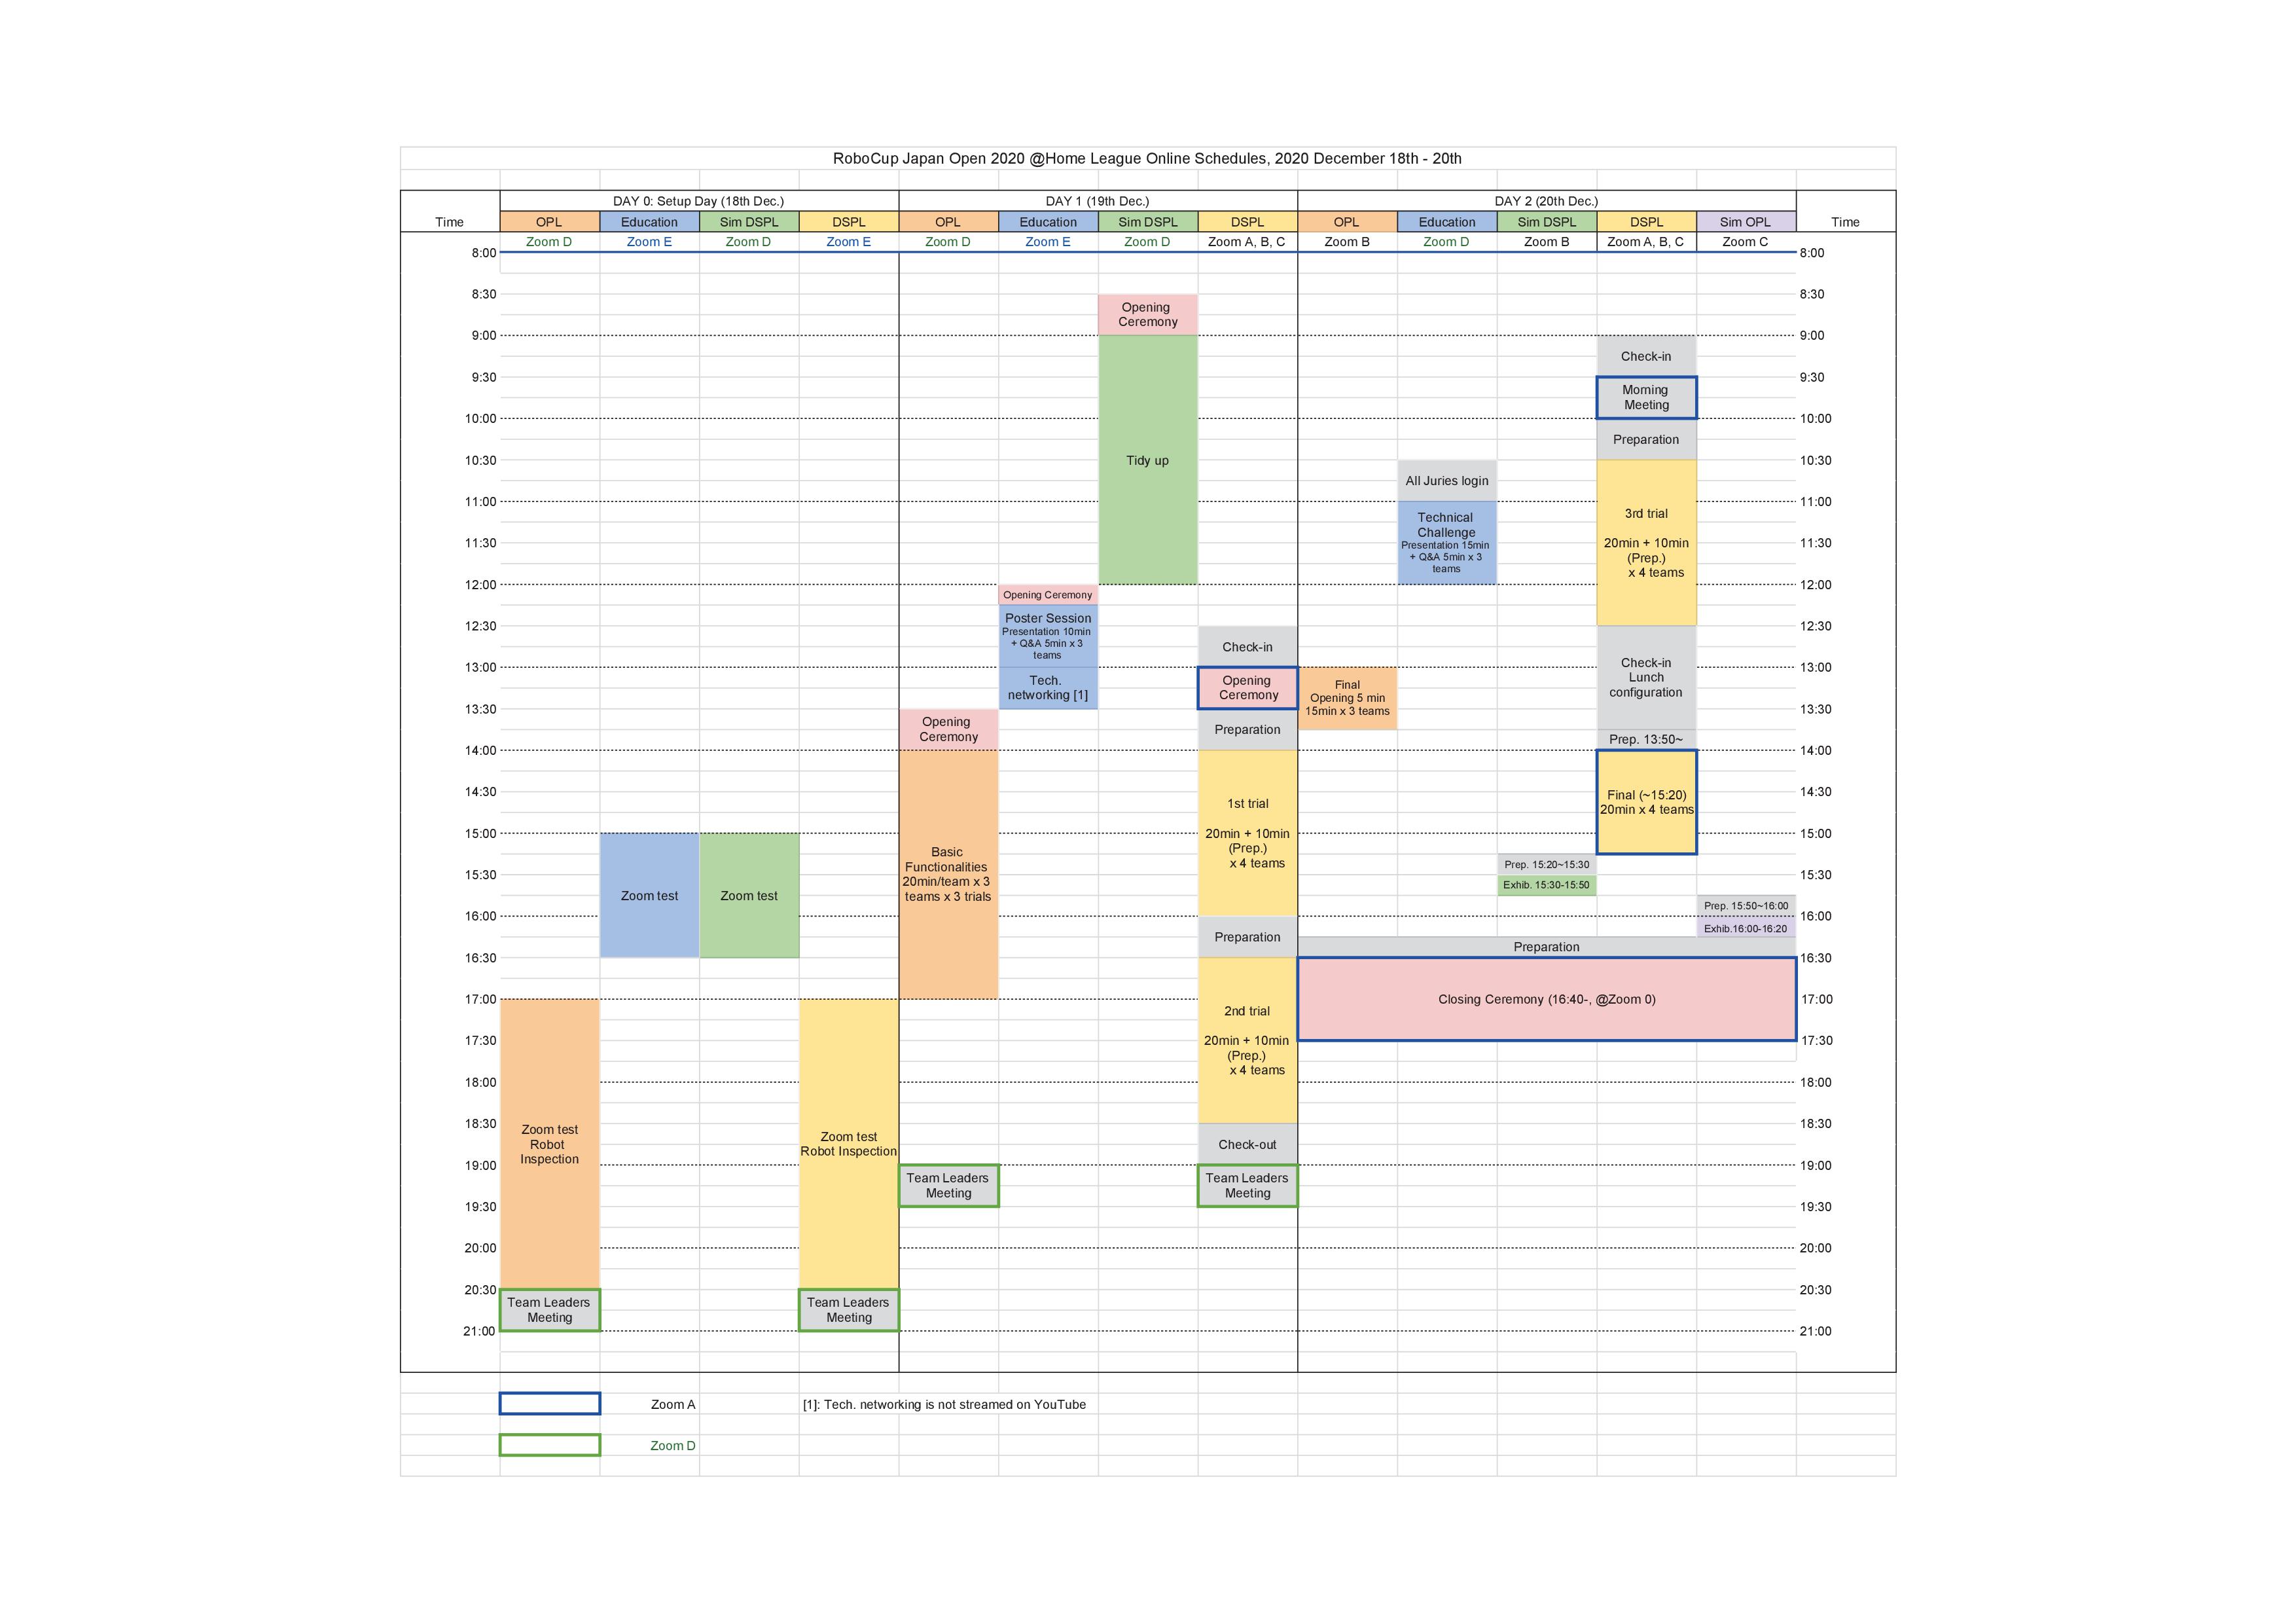 RoboCup Japan Open 2020 @Home League Online Schedules, 2020 December 18th - 20th
Time
DAY 0: Setup Day (18th Dec.)
DAY 1 (19th Dec.)
DAY 2 (20th Dec.)
Time
OPL
Education
Sim DSPL
DSPL
OPL
Education
Sim DSPL
DSPL
OPL
Education
Sim DSPL
DSPL
Sim OPL
Zoom D
Zoom E
Zoom D
Zoom E
Zoom D
Zoom E
Zoom D
Zoom A, B, C
Zoom B
Zoom D
Zoom B
Zoom A, B, C
Zoom C
8:00
8:30
9:00
9:30
10:00
10:30
11:00
11:30
12:00
12:30
13:00
13:30
14:00
14:30
15:00
15:30
16:00
16:30
17:00
17:30
18:00
18:30
19:00
19:30
20:00
20:30
21:00
Zoom test
Robot
Inspection
Team Leaders
Meeting
Zoom test
Zoom test
Zoom test
Robot Inspection
Team Leaders
Meeting
Opening
Ceremony
Basic
Functionalities
20min/team x 3
teams x 3 trials
Team Leaders
Meeting
Opening Ceremony
Poster Session
Presentation 10min
+ Q&A 5min x 3
teams
Tech.
networking [1]
Opening
Ceremony
Tidy up
Check-in
Opening
Ceremony
Preparation
1st trial
20min + 10min
(Prep.)
x 4 teams
Preparation
2nd trial
20min + 10min
(Prep.)
x 4 teams
Check-out
Team Leaders
Meeting
Final
Opening 5 min
15min x 3 teams
All Juries login
Technical
Challenge
Presentation 15min
+ Q&A 5min x 3
teams
Prep. 15:20~15:30
Exhib. 15:30-15:50
Check-in
Morning
Meeting
Preparation
3rd trial
20min + 10min
(Prep.)
x 4 teams
Check-in
Lunch
configuration
Prep. 13:50~
Final (~15:20)
20min x 4 teams
Prep. 15:50~16:00
Exhib.16:00-16:20
Preparation
Closing Ceremony (16:40-, @Zoom 0)
8:00
8:30
9:00
9:30
10:00
10:30
11:00
11:30
12:00
12:30
13:00
13:30
14:00
14:30
15:00
15:30
16:00
16:30
17:00
17:30
18:00
18:30
19:00
19:30
20:00
20:30
21:00
Zoom A
[1]: Tech. networking is not streamed on YouTube
Zoom D